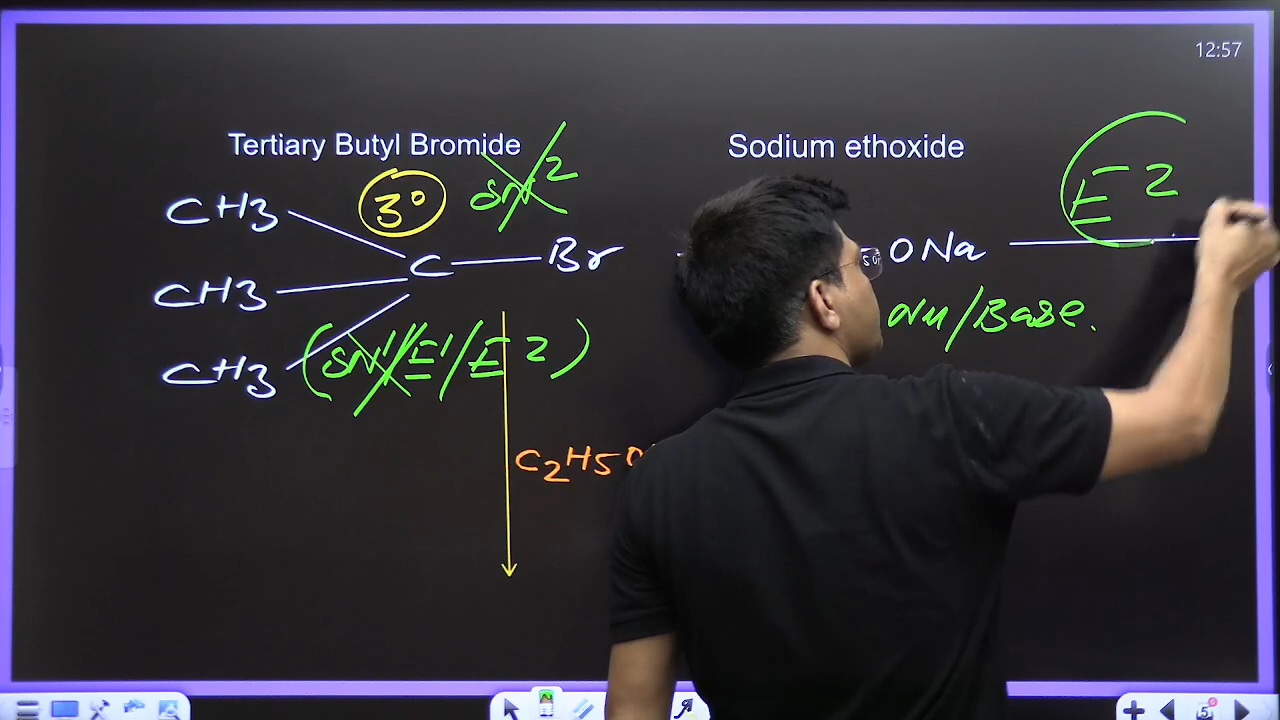 12:57
Tertiary Butyl Bromide
Sodium ethoxide
3° SN2
E2
CH3
C — Br
ONa
CH3
Nu/Base.
CH3
(SN1/E1/E2)
C2H5O